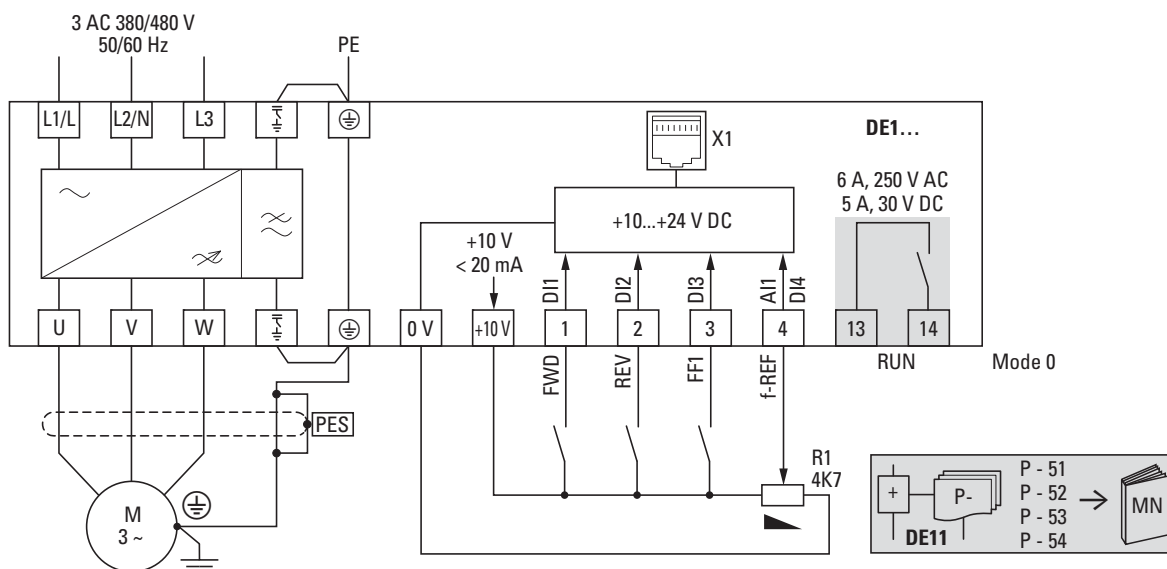 3 AC 380/480 V
50/60 Hz
PE
L1/L
L2/N
L3
DE1...
X1
6 A, 250 V AC
5 A, 30 V DC
+10...+24 V DC
+10 V
< 20 mA
DI1
DI2
DI3
AI1
DI4
U
V
W
0 V
+10 V
1
2
3
4
13
14
FWD
REV
FF1
f-REF
RUN
Mode 0
PES
R1
4K7
M
3 ~
+
P-
DE11
P - 51
P - 52
P - 53
P - 54
MN